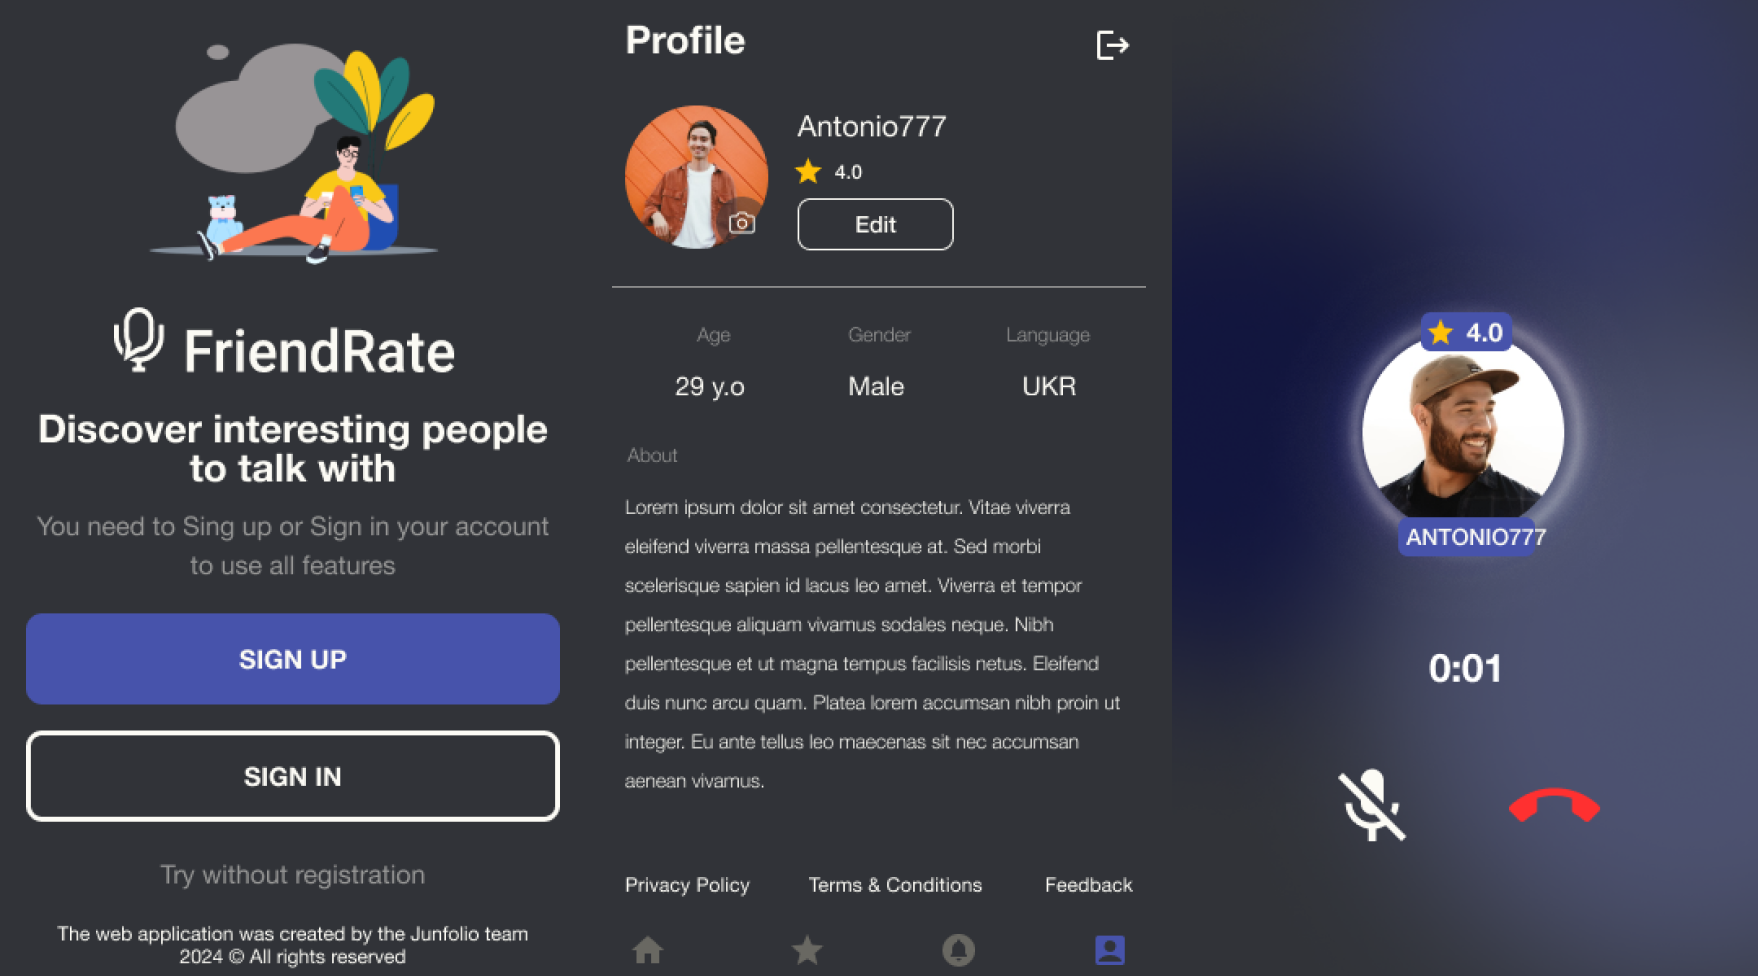 FriendRate
Discover interesting people
to talk with
You need to Sing up or Sign in your account
to use all features
SIGN UP
SIGN IN
Try without registration
The web application was created by the Junfolio team
2024 © All rights reserved
Profile
Antonio777
4.0
Edit
Age Gender Language
29 y.o Male UKR
About
Lorem ipsum dolor sit amet consectetur. Vitae viverra
eleifend viverra massa pellentesque at. Sed morbi
scelerisque sapien id lacus leo amet. Viverra et tempor
pellentesque aliquam vivamus sodales neque. Nibh
pellentesque et ut magna tempus facilisis netus. Eleifend
duis nunc arcu quam. Platea lorem accumsan nibh proin ut
integer. Eu ante tellus leo maecenas sit nec accumsan
aenean vivamus.
Privacy Policy Terms & Conditions Feedback
4.0
ANTONIO777
0:01